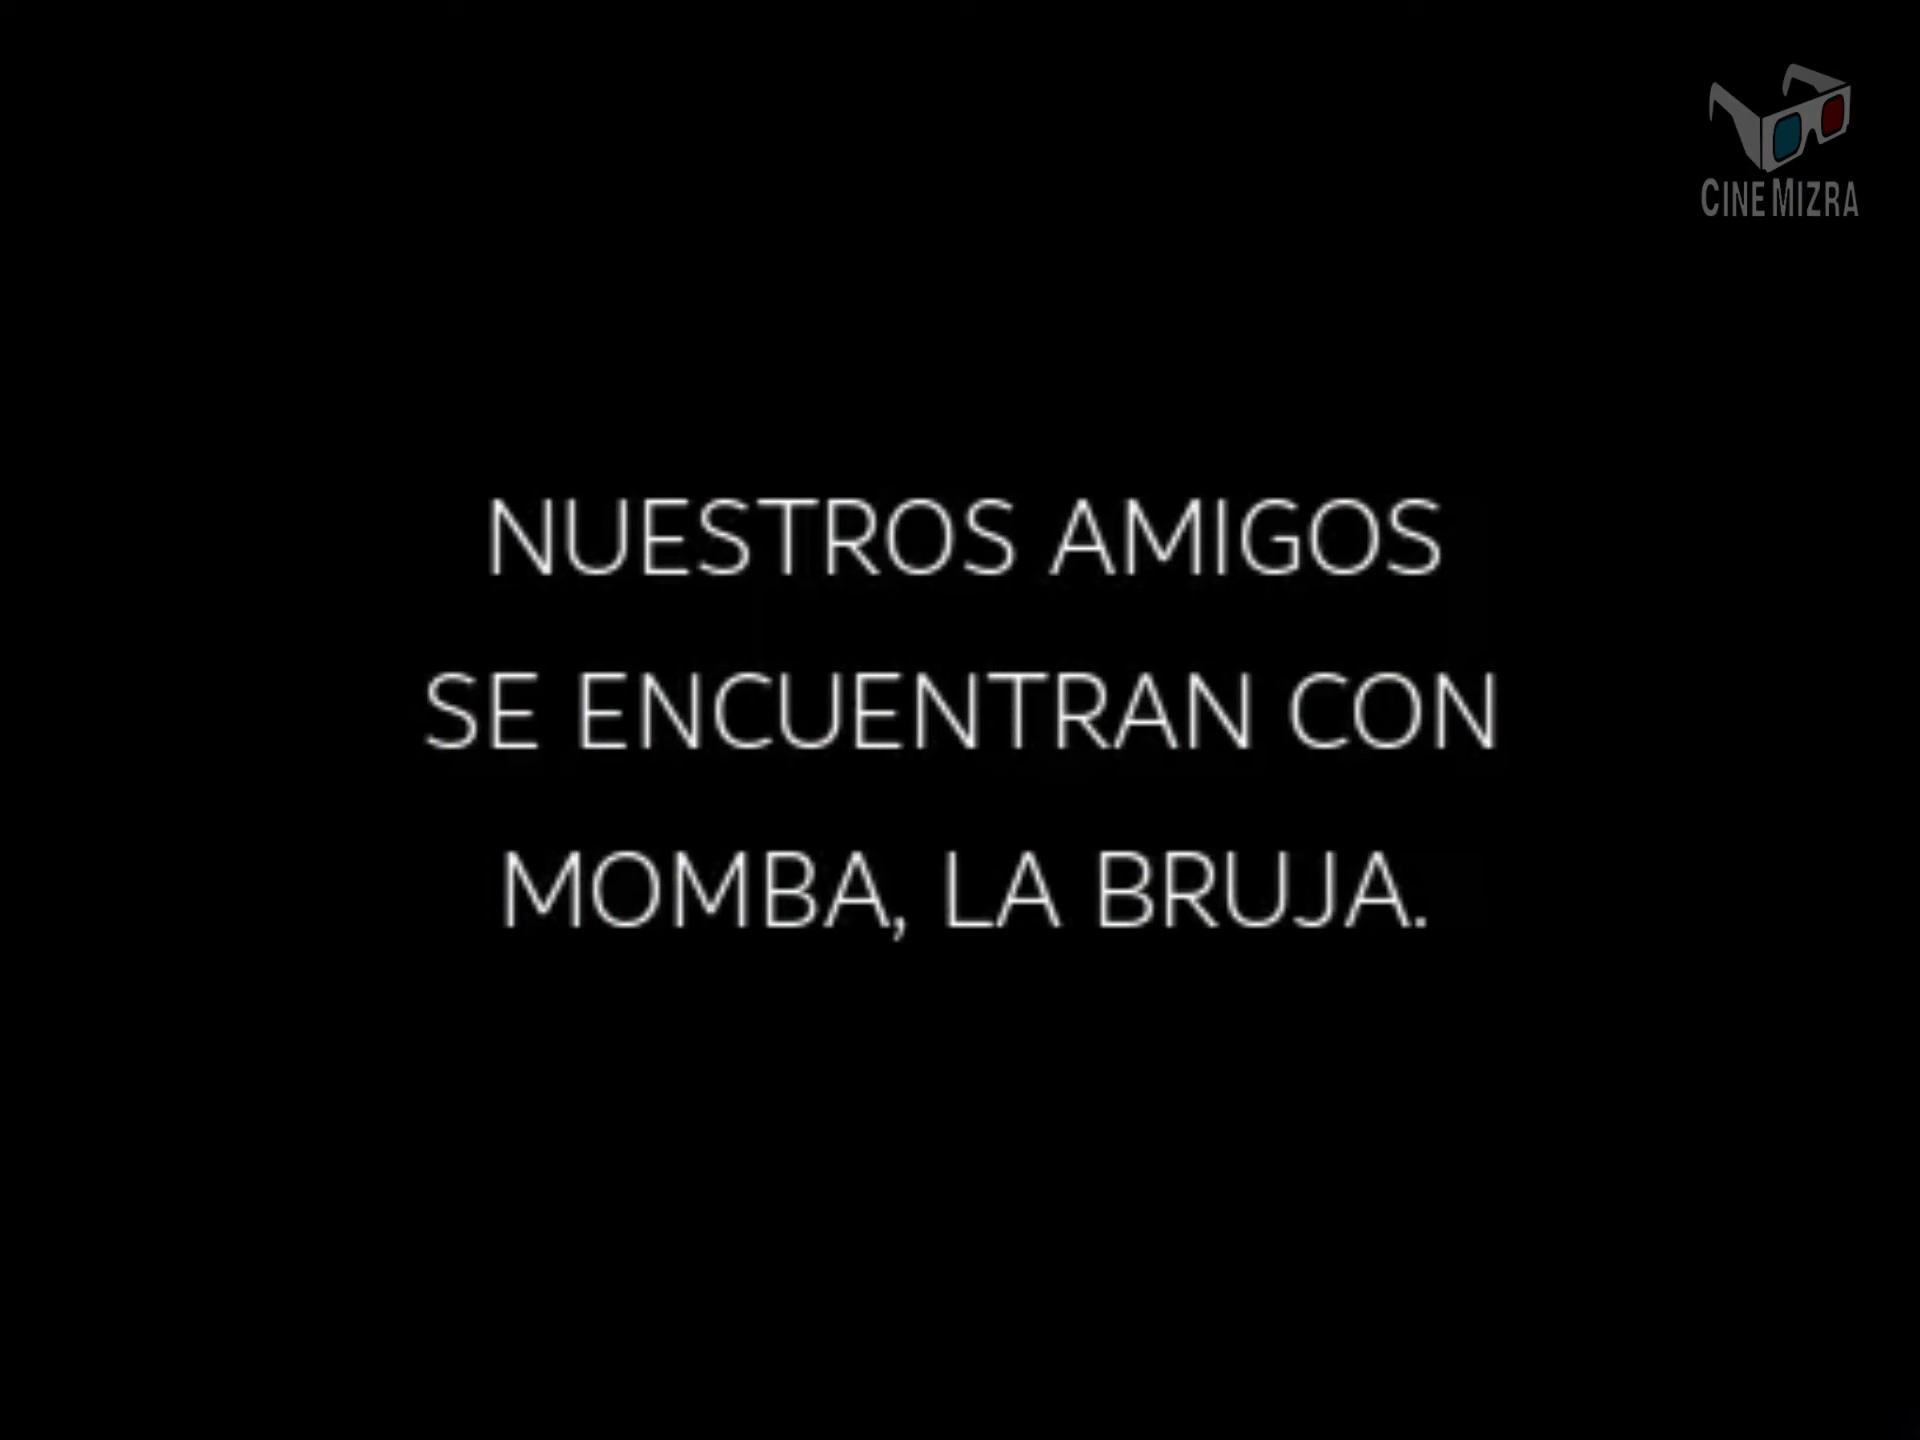 CINE MIZRA
NUESTROS AMIGOS
SE ENCUENTRAN CON
MOMBA, LA BRUJA.